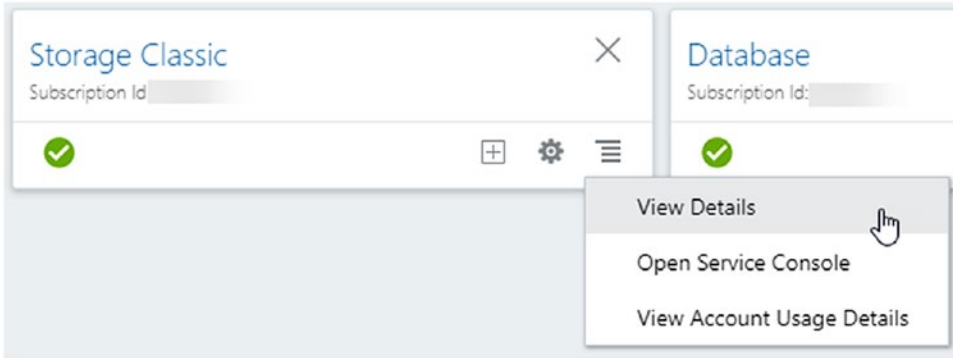 Storage Classic
Subscription Id
Database
Subscription Id:
View Details
Open Service Console
View Account Usage Details